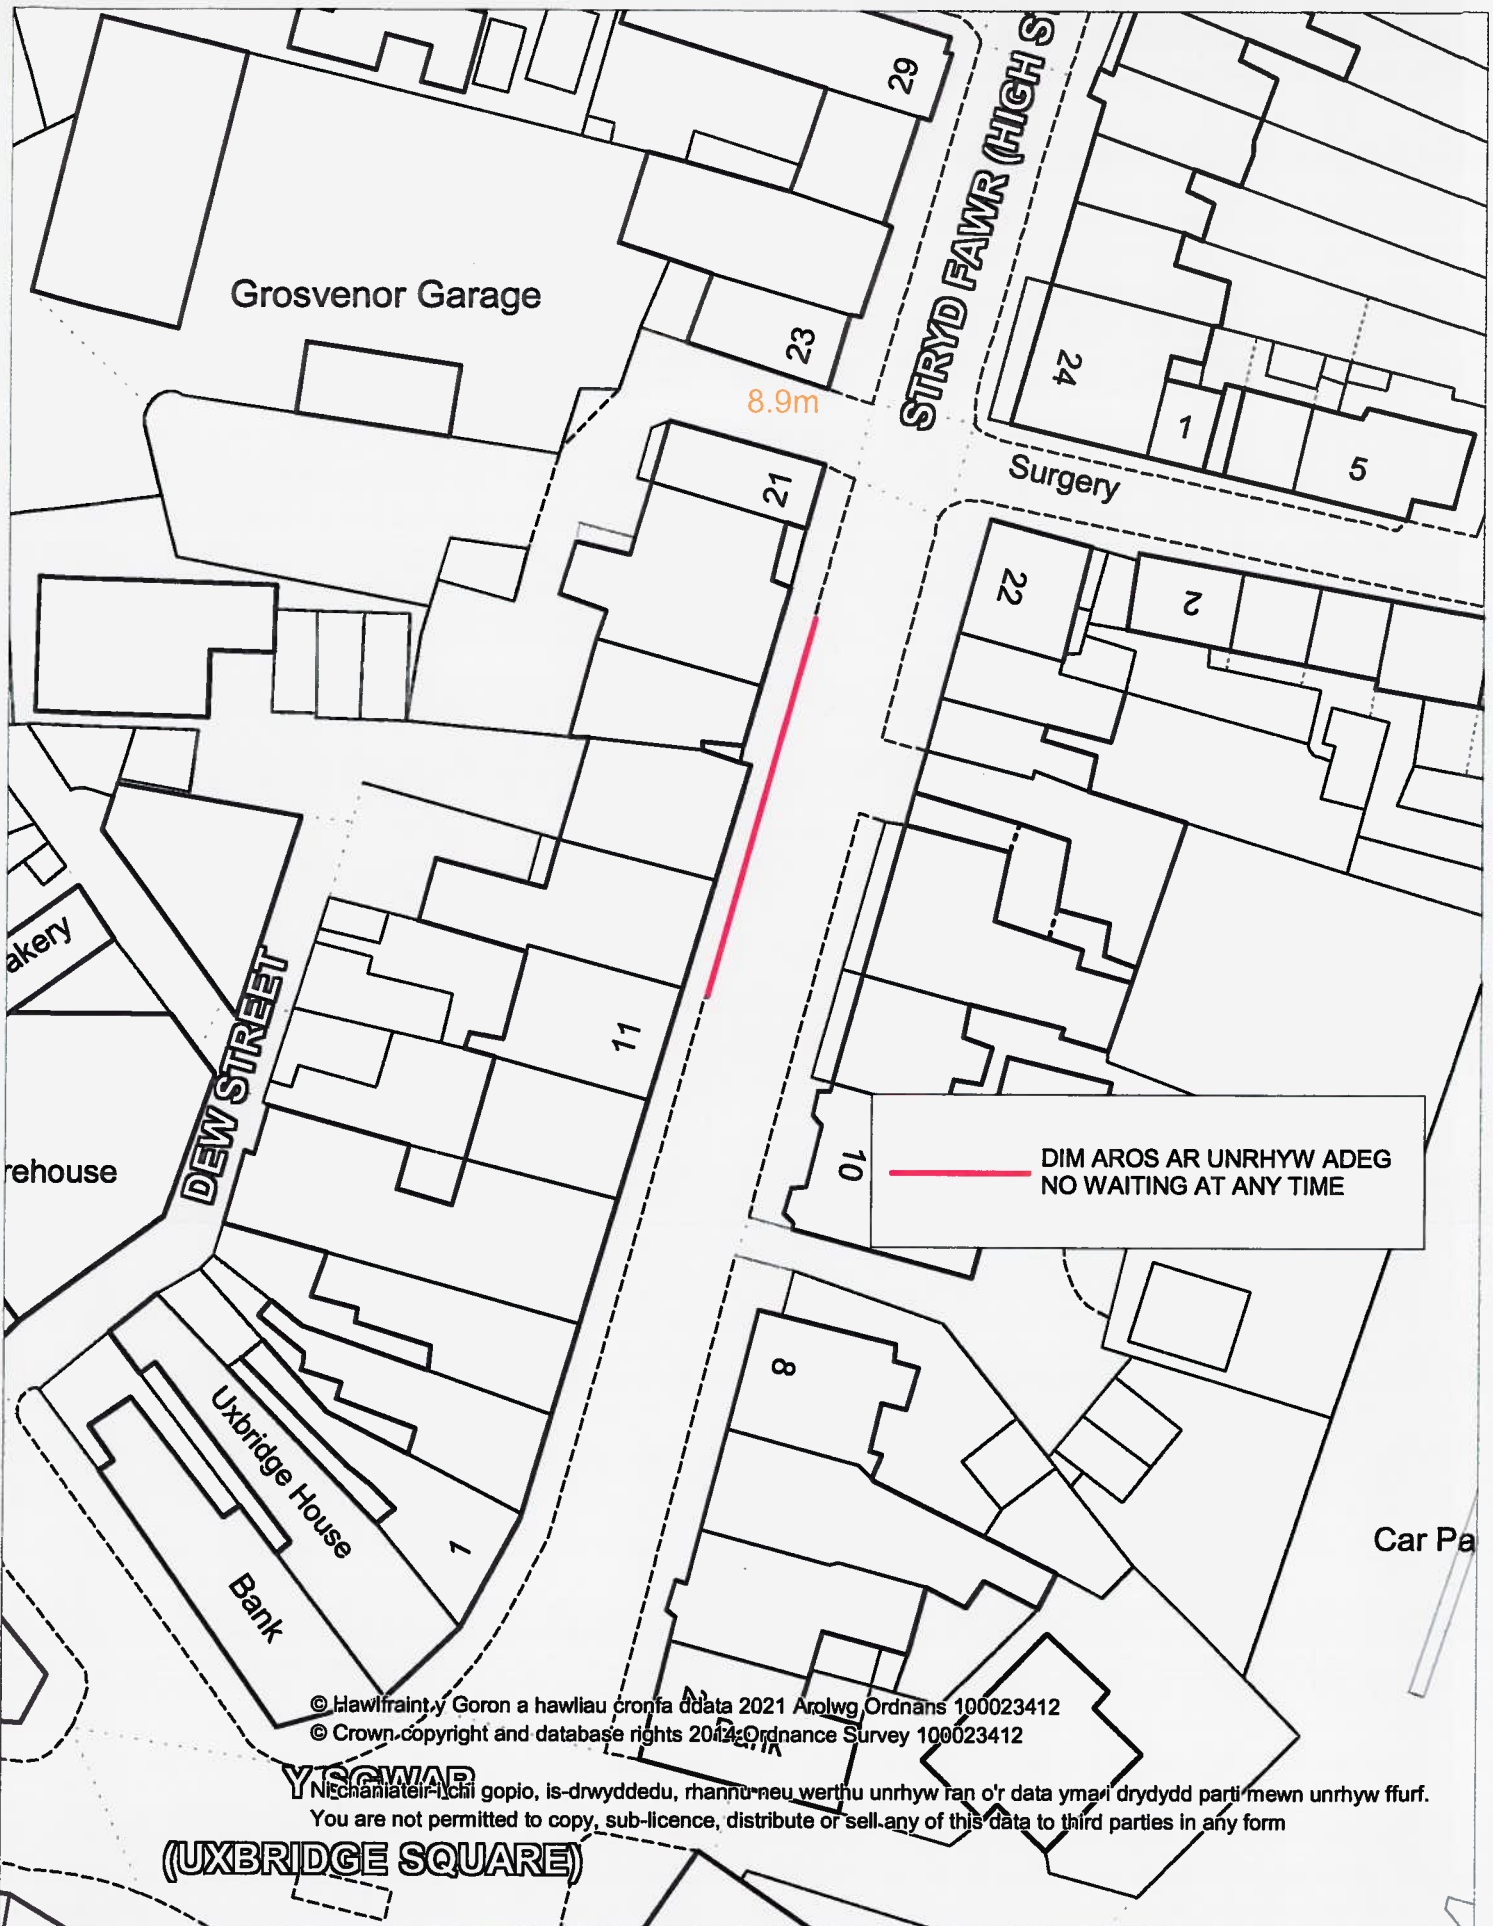 29
STRYD FAWR (HIGH S
Grosvenor Garage
23
24
8.9m
1
5
Surgery
21
22
2
akery
DEW STREET
11
rehouse
10
DIM AROS AR UNRHYW ADEG
NO WAITING AT ANY TIME
8
Uxbridge House
1
Bank
Car Pa
2
Bank
© Hawlfraint y Goron a hawliau cronfa ddata 2021 Arolwg Ordnans 100023412
© Crown copyright and database rights 2014 Ordnance Survey 100023412
Y SGWAR
Ni chaniateir i chi gopio, is-drwyddedu, rhannu neu werthu unrhyw ran o'r data yma i drydydd parti mewn unrhyw ffurf.
You are not permitted to copy, sub-licence, distribute or sell any of this data to third parties in any form
(UXBRIDGE SQUARE)